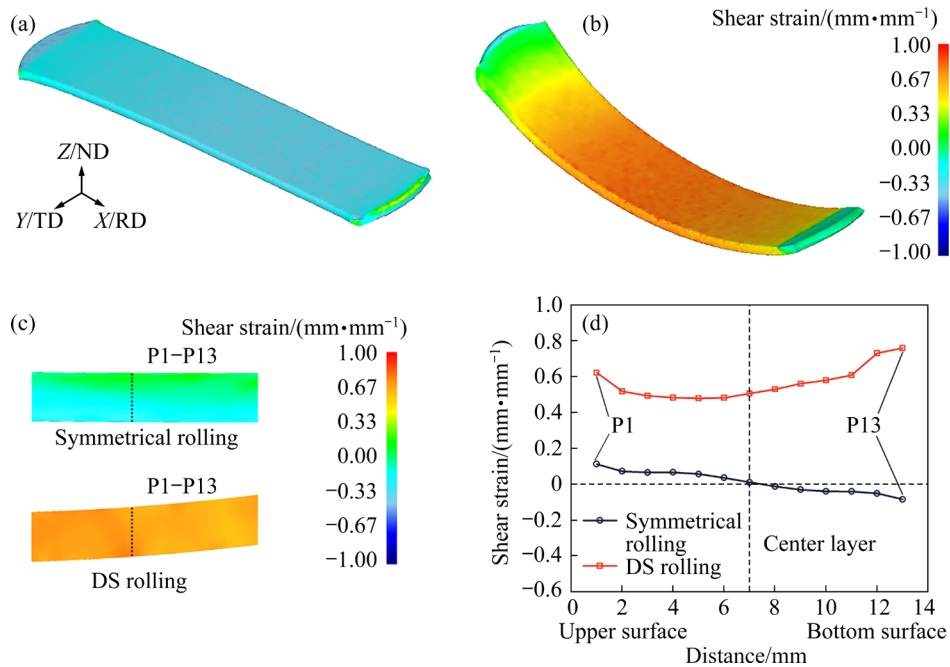 (a)
Z/ND
Y/TD
X/RD
(b)
Shear strain/(mm•mm⁻¹)
1.00
0.67
0.33
0.00
−0.33
−0.67
−1.00
(c)
Shear strain/(mm•mm⁻¹)
P1−P13
Symmetrical rolling
P1−P13
DS rolling
1.00
0.67
0.33
0.00
−0.33
−0.67
−1.00
(d)
Shear strain/(mm•mm⁻¹)
1.0
0.8
0.6
0.4
0.2
0
−0.2
−0.4
−0.6
P1
P13
Symmetrical
rolling
DS rolling
Center layer
0 2 4 6 8 10 12 14
Upper surface
Bottom surface
Distance/mm